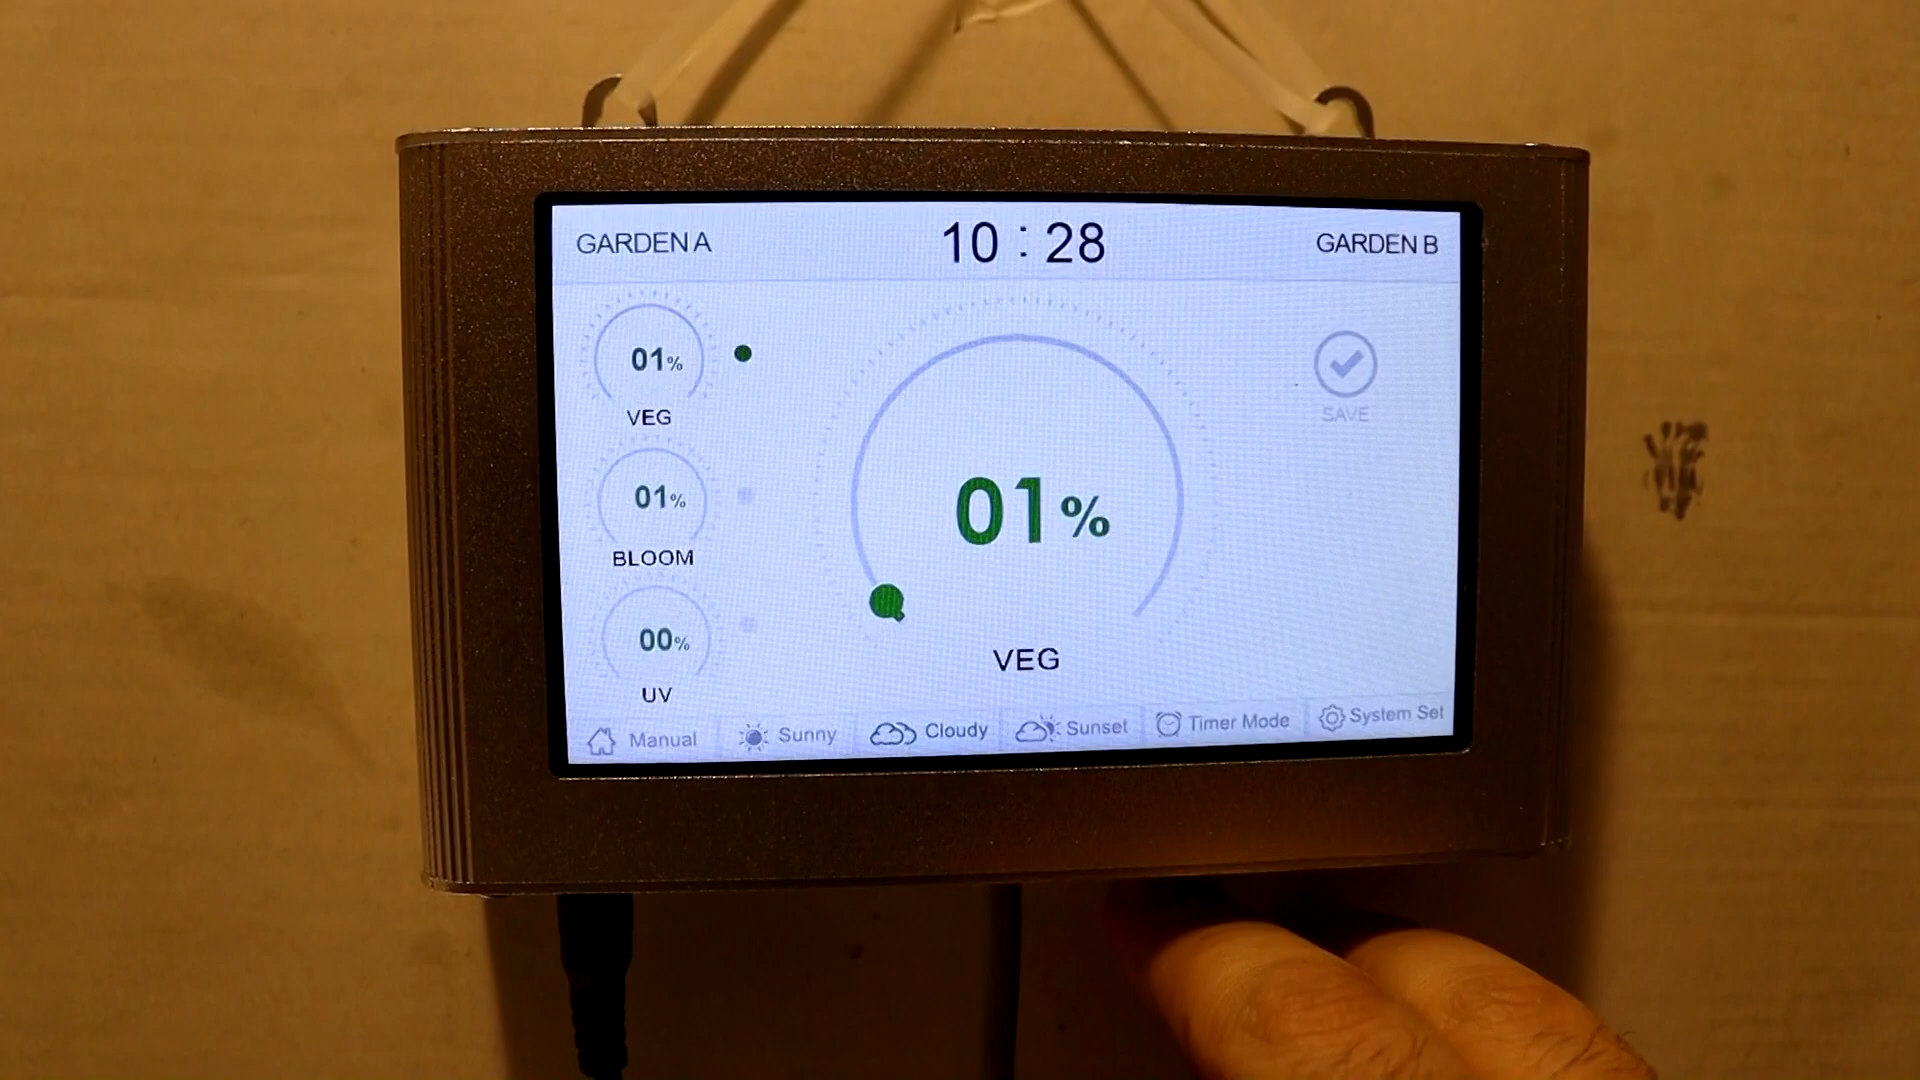 GARDEN A
10 : 28
GARDEN B
01%
VEG
01%
BLOOM
00%
UV
01%
VEG
SAVE
Manual
Sunny
Cloudy
Sunset
Timer Mode
System Set